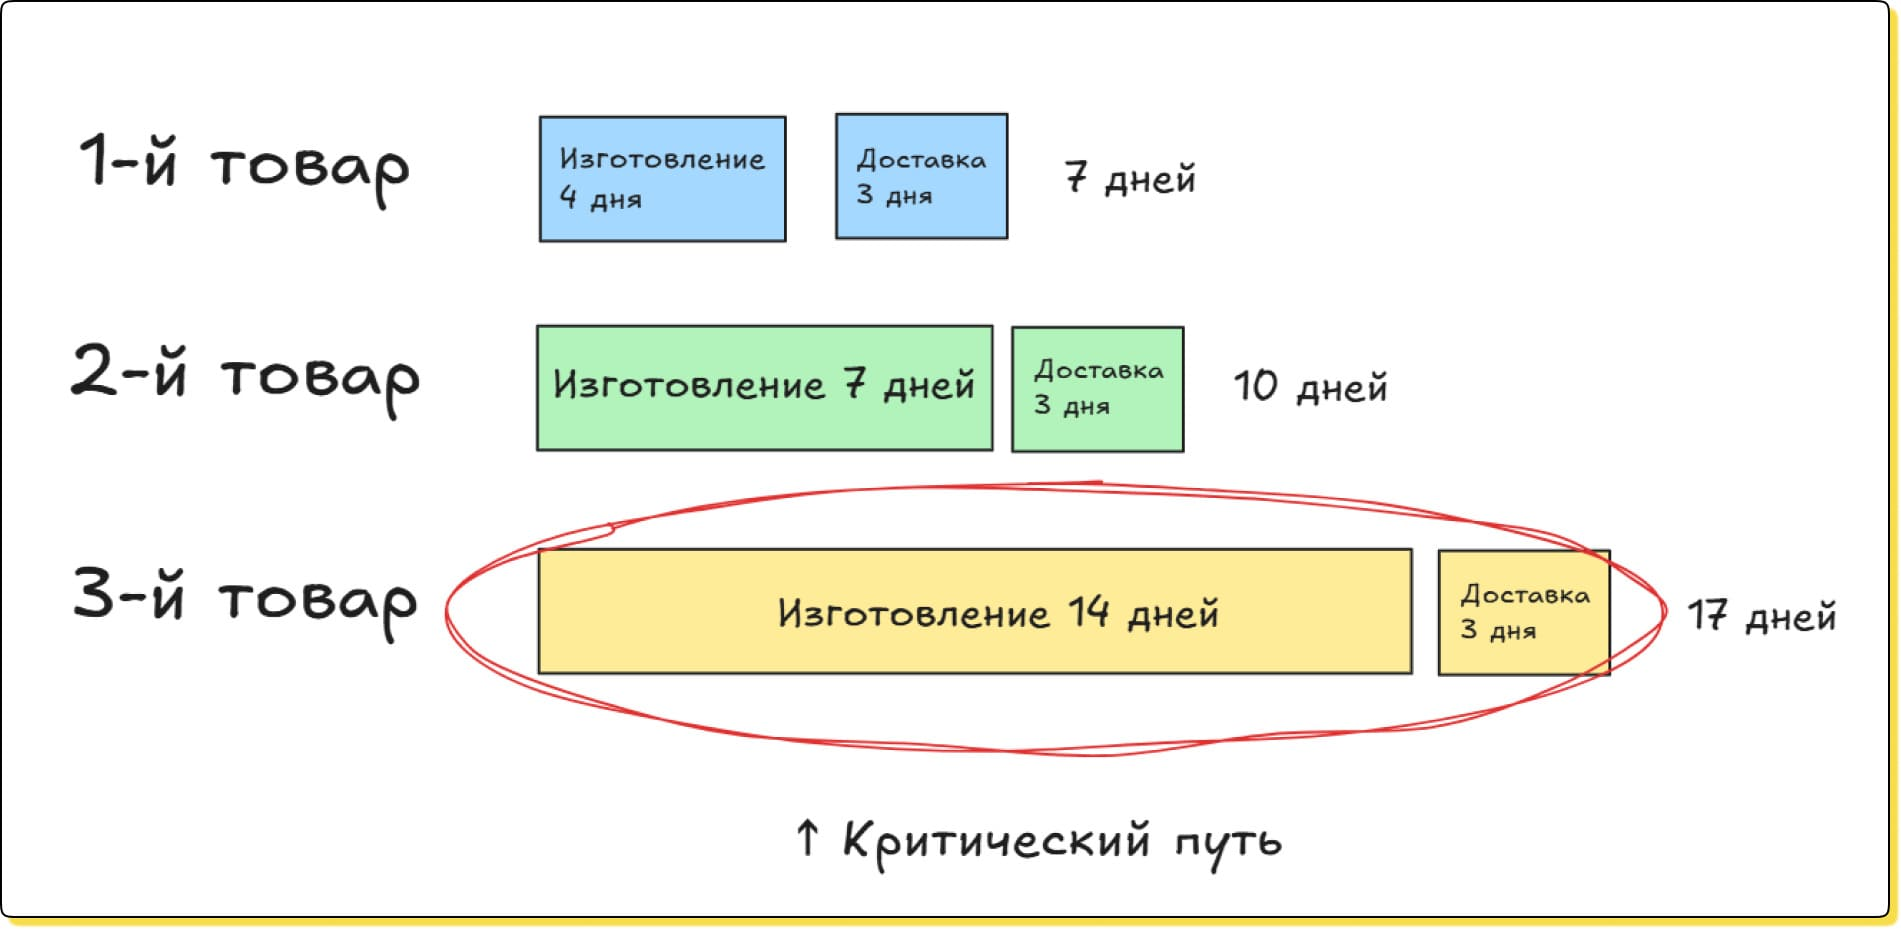 1-й товар
Изготовление
4 дня
Доставка
3 дня
7 дней
2-й товар
Изготовление 7 дней
Доставка
3 дня
10 дней
3-й товар
Изготовление 14 дней
Доставка
3 дня
17 дней
↑ Критический путь